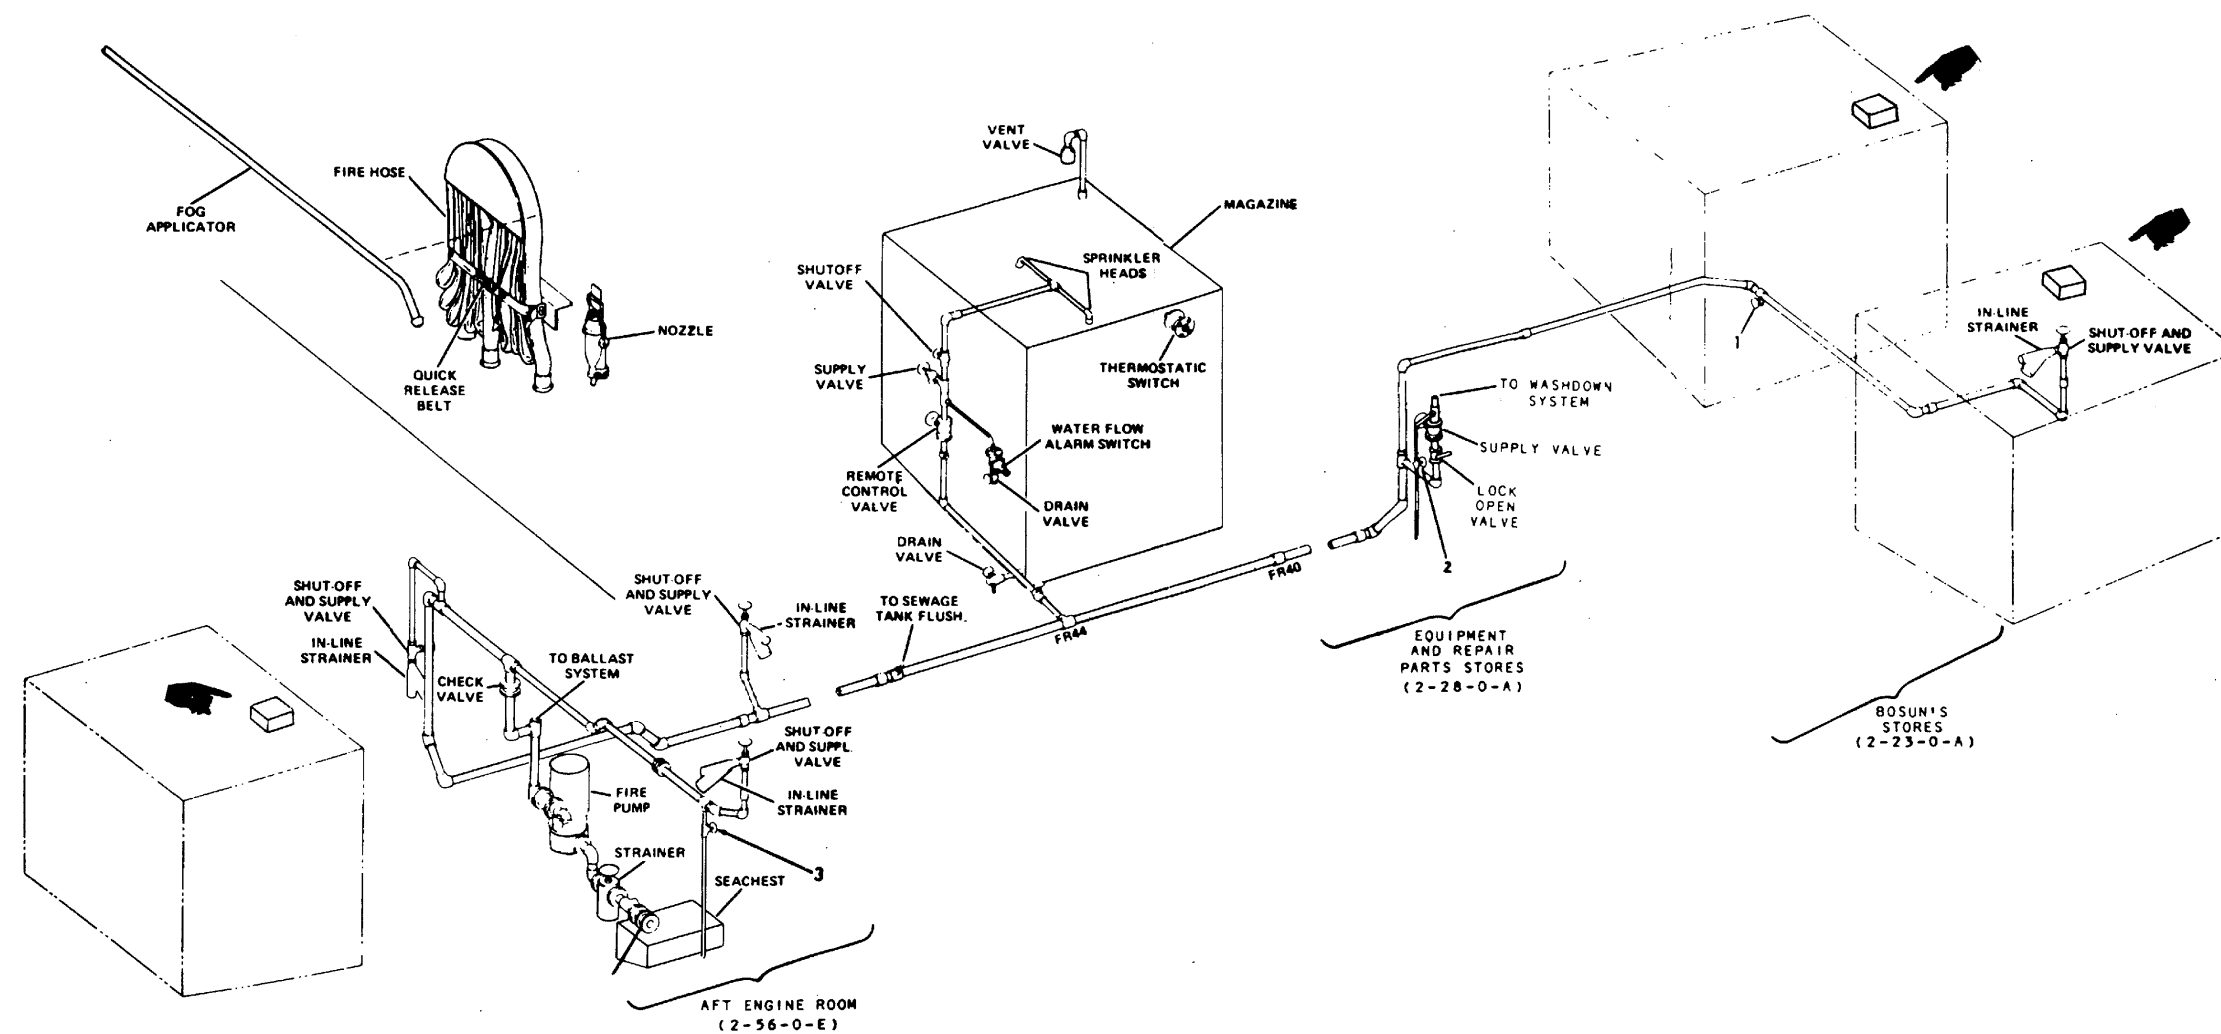 FOG
APPLICATOR
FIRE HOSE
QUICK
RELEASE
BELT
NOZZLE
VENT
VALVE
MAGAZINE
SPRINKLER
HEADS
SHUTOFF
VALVE
SUPPLY
VALVE
THERMOSTATIC
SWITCH
WATER FLOW
ALARM SWITCH
REMOTE
CONTROL
VALVE
DRAIN
VALVE
DRAIN
VALVE
1
IN-LINE
STRAINER
SHUT-OFF AND
SUPPLY VALVE
TO WASHDOWN
SYSTEM
SUPPLY VALVE
LOCK
OPEN
VALVE
2
FR40
FR44
EQUIPMENT
AND REPAIR
PARTS STORES
(2-28-0-A)
BOSUN'S
STORES
(2-23-0-A)
SHUT-OFF
AND SUPPLY
VALVE
IN-LINE
STRAINER
CHECK
VALVE
TO BALLAST
SYSTEM
SHUT-OFF
AND SUPPLY
VALVE
IN-LINE
STRAINER
TO SEWAGE
TANK FLUSH.
SHUT-OFF
AND SUPPL.
VALVE
IN-LINE
STRAINER
FIRE
PUMP
STRAINER
SEACHEST
3
AFT ENGINE ROOM
(2-56-0-E)